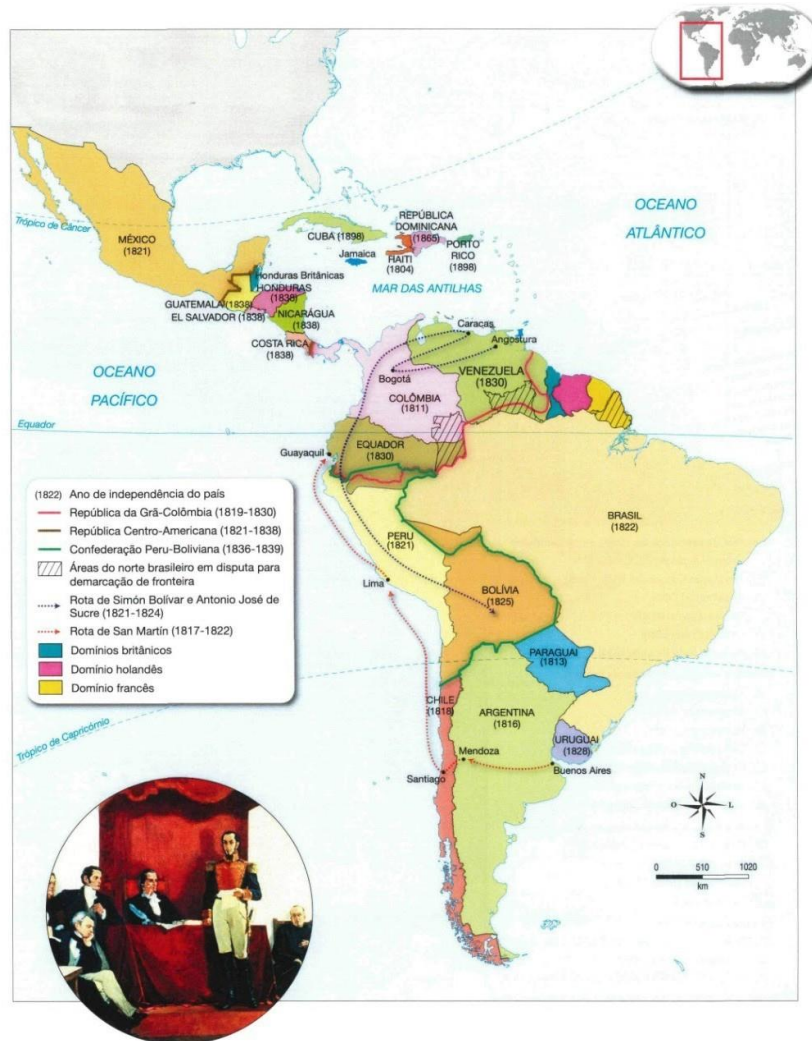 OCEANO
ATLÂNTICO
Trópico de Câncer
MÉXICO
(1821)
CUBA (1898)
REPÚBLICA
DOMINICANA
(1865)
Jamaica
HAITI
(1804)
PORTO
RICO
(1898)
MAR DAS ANTILHAS
Honduras Britânicas
HONDURAS
(1838)
GUATEMALA (1838)
EL SALVADOR (1838)
NICARÁGUA
(1838)
COSTA RICA
(1838)
Caracas
Angostura
OCEANO
PACÍFICO
VENEZUELA
(1830)
Bogotá
COLÔMBIA
(1811)
Equador
EQUADOR
(1830)
Guayaquil
(1822) Ano de independência do país
República da Grã-Colômbia (1819-1830)
República Centro-Americana (1821-1838)
Confederação Peru-Boliviana (1836-1839)
Áreas do norte brasileiro em disputa para
demarcação de fronteira
Rota de Simón Bolívar e Antonio José de
Sucre (1821-1824)
Rota de San Martín (1817-1822)
Domínios britânicos
Domínio holandês
Domínio francês
BRASIL
(1822)
PERU
(1821)
Lima
BOLÍVIA
(1825)
PARAGUAI
(1813)
CHILE
(1818)
ARGENTINA
(1816)
Trópico de Capricórnio
URUGUAI
(1828)
Mendoza
Santiago
Buenos Aires
N
O
L
S
0 510 1020
km